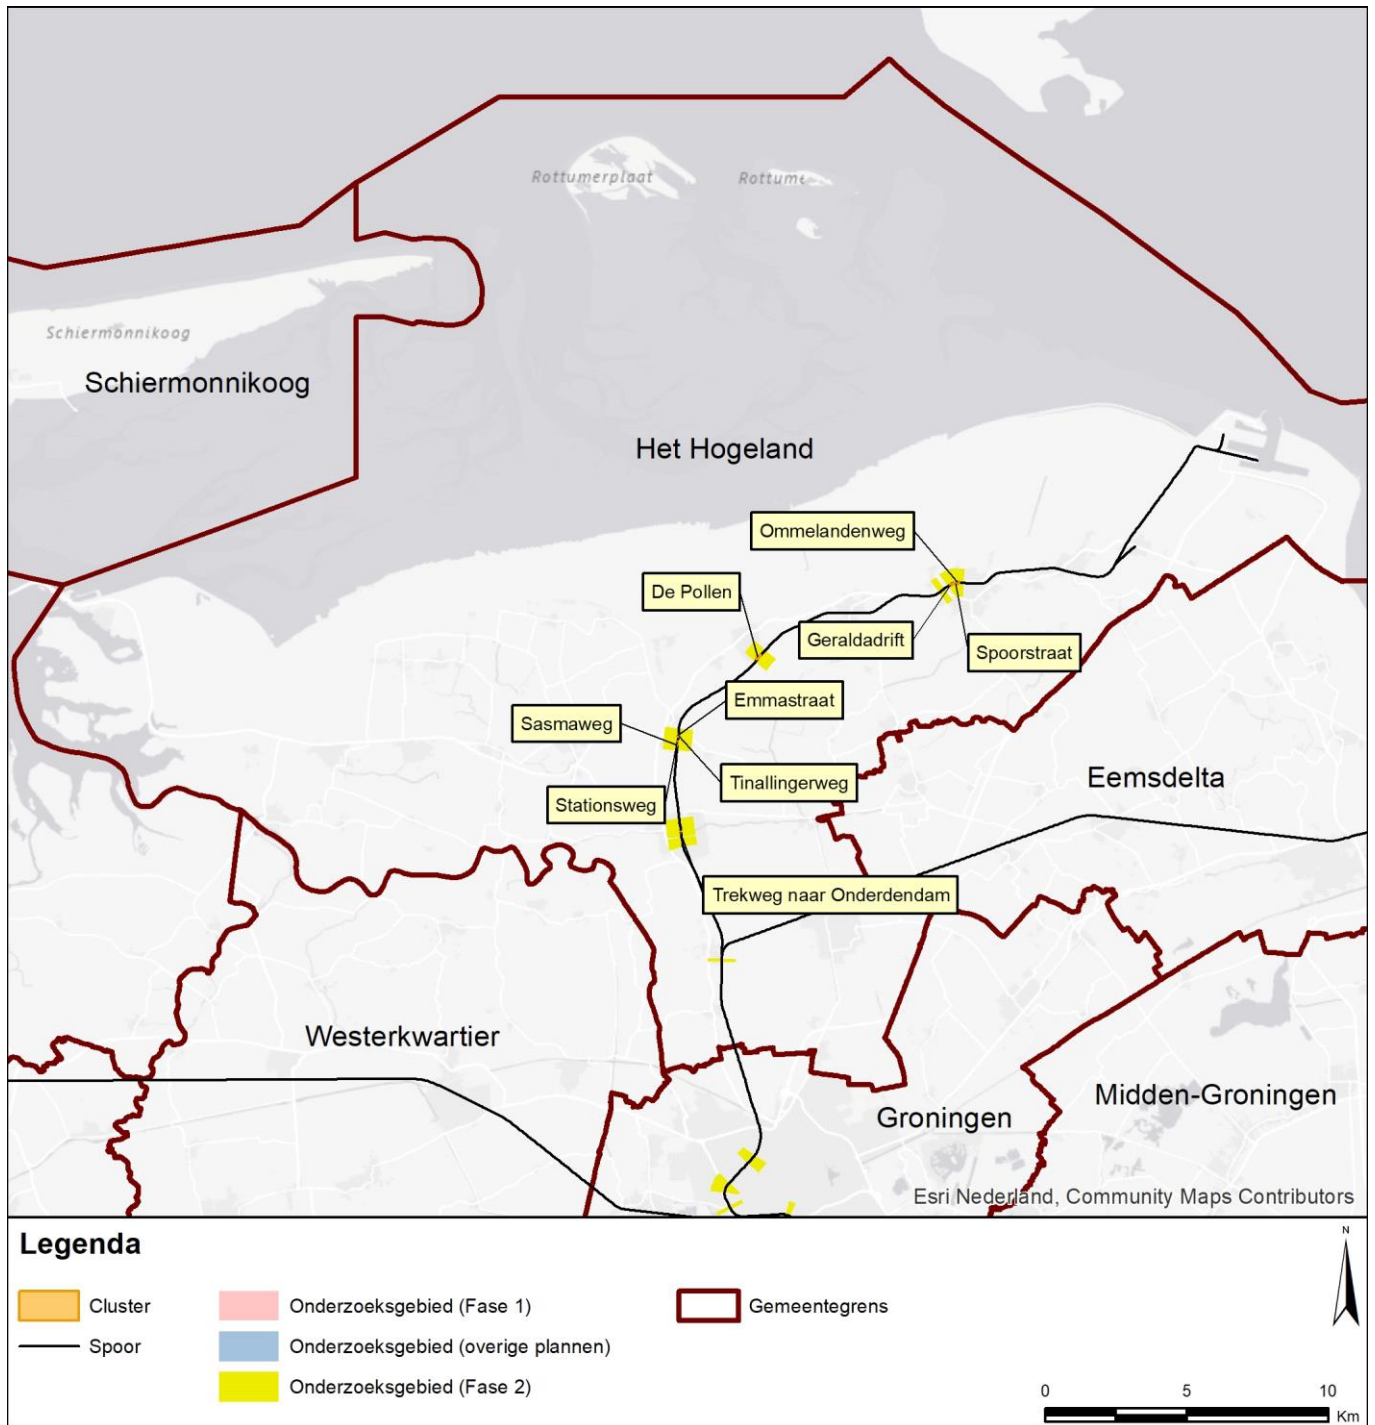 Rottumerplaat
Rottume
Schiermonnikoog
Schiermonnikoog
Het Hogeland
Ommelandenweg
De Pollen
Geraldadrift
Spoorstraat
Emmastraat
Sasmaweg
Tinallingerweg
Eemsdelta
Stationsweg
Trekweg naar Onderdendam
Westerkwartier
Midden-Groningen
Groningen
Esri Nederland, Community Maps Contributors
Legenda
N
Cluster
Onderzoeksgebied (Fase 1)
Gemeentegrens
Spoor
Onderzoeksgebied (overige plannen)
Onderzoeksgebied (Fase 2)
0 5 10
Km